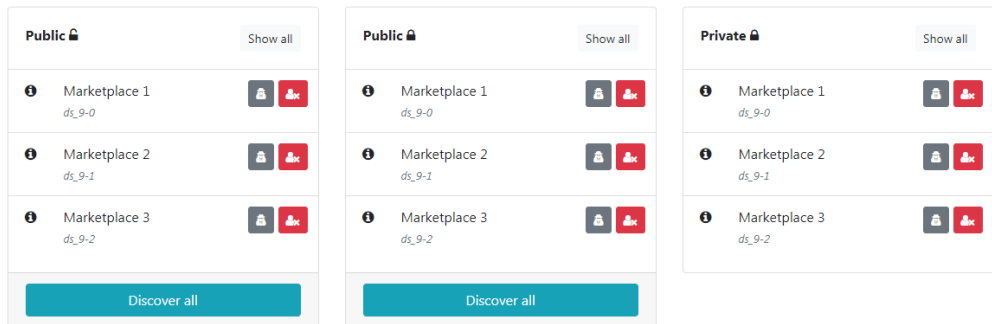 Public
Show all
Marketplace 1
ds_9-0
Marketplace 2
ds_9-1
Marketplace 3
ds_9-2
Discover all
Public
Show all
Marketplace 1
ds_9-0
Marketplace 2
ds_9-1
Marketplace 3
ds_9-2
Discover all
Private
Show all
Marketplace 1
ds_9-0
Marketplace 2
ds_9-1
Marketplace 3
ds_9-2